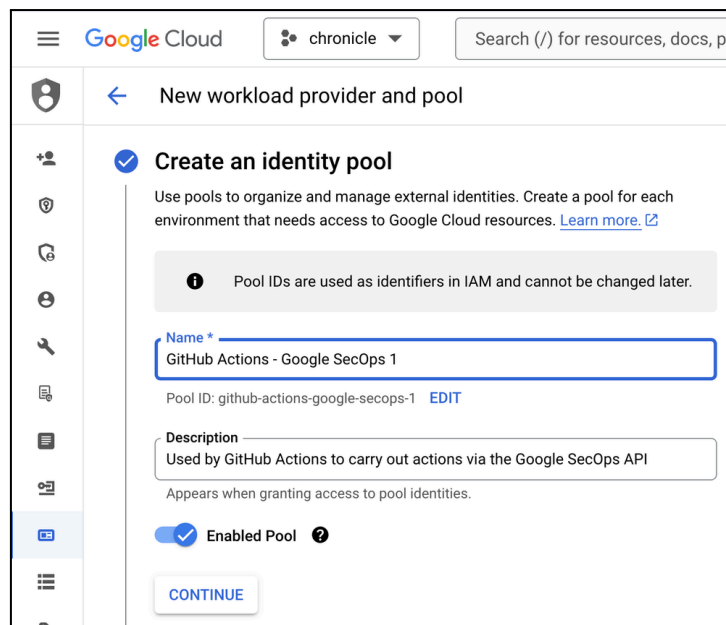 Google Cloud
chronicle
Search (/) for resources, docs, p
New workload provider and pool
Create an identity pool
Use pools to organize and manage external identities. Create a pool for each
environment that needs access to Google Cloud resources. Learn more.
Pool IDs are used as identifiers in IAM and cannot be changed later.
Name *
GitHub Actions - Google SecOps 1
Pool ID: github-actions-google-secops-1 EDIT
Description
Used by GitHub Actions to carry out actions via the Google SecOps API
Appears when granting access to pool identities.
Enabled Pool
CONTINUE